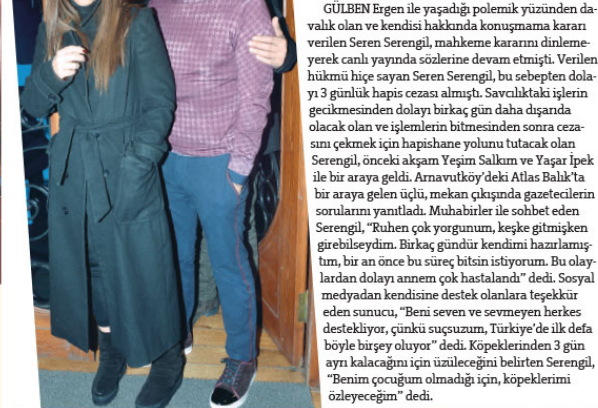 GÜLBEN Ergen ile yaşadığı polemik yüzünden da-
valık olan ve kendisi hakkında konuşmama kararı
verilen Seren Serengil, mahkeme kararını dinleme-
yerek canlı yayında sözlerine devam etmişti. Verilen
hükmü hiçe sayan Seren Serengil, bu sebepten dola-
yı 3 günlük hapis cezası almıştı. Savcılıktaki işlerin
gecikmesinden dolayı birkaç gün daha dışarıda
olacak olan ve işlemlerin bitmesinden sonra ceza-
sını çekmek için hapishane yolunu tutacak olan
Serengil, önceki akşam Yeşim Salkım ve Yaşar İpek
ile bir araya geldi. Arnavutköy'deki Atlas Balık'ta
bir araya gelen üçlü, mekan çıkışında gazetecilerin
sorularını yanıtladı. Muhabirler ile sohbet eden
Serengil, “Ruhen çok yorgunum, keşke gitmişken
girebilseydim. Birkaç gündür kendimi hazırlamış-
tım, bir an önce bu süreç bitsin istiyorum. Bu olay-
lardan dolayı annem çok hastalandı” dedi. Sosyal
medyadan kendisine destek olanlara teşekkür
eden sunucu, “Beni seven ve sevmeyen herkes
destekliyor, çünkü suçsuzum, Türkiye'de ilk defa
böyle birşey oluyor” dedi. Köpeklerinden 3 gün
ayrı kalacağını için üzüleceğini belirten Serengil,
“Benim çocuğum olmadığı için, köpeklerimi
özleyeceğim” dedi.